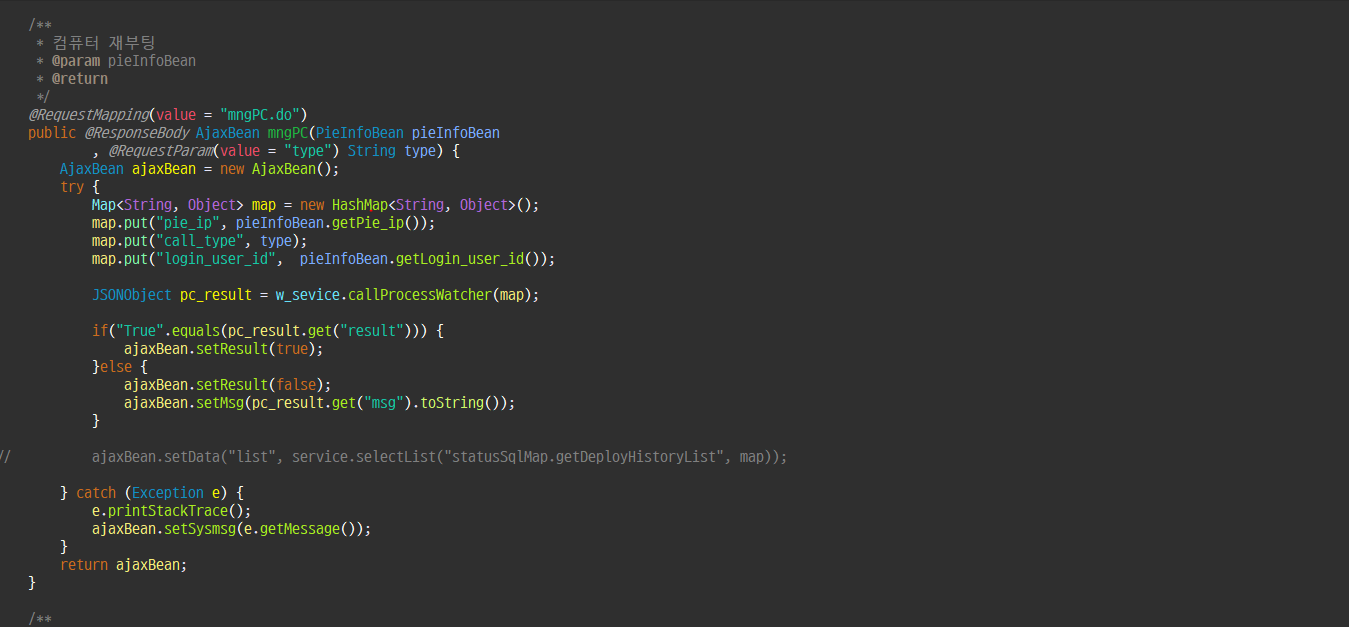 /**
 * 컴퓨터 재부팅
 * @param pieInfoBean
 * @return
 */
@RequestMapping(value = "mngPC.do")
public @ResponseBody AjaxBean mngPC(PieInfoBean pieInfoBean
        , @RequestParam(value = "type") String type) {
    AjaxBean ajaxBean = new AjaxBean();
    try {
        Map<String, Object> map = new HashMap<String, Object>();
        map.put("pie_ip", pieInfoBean.getPie_ip());
        map.put("call_type", type);
        map.put("login_user_id",  pieInfoBean.getLogin_user_id());
        JSONObject pc_result = w_sevice.callProcessWatcher(map);
        if("True".equals(pc_result.get("result"))) {
            ajaxBean.setResult(true);
        }else {
            ajaxBean.setResult(false);
            ajaxBean.setMsg(pc_result.get("msg").toString());
        }
//          ajaxBean.setData("list", service.selectList("statusSqlMap.getDeployHistoryList", map));
    } catch (Exception e) {
        e.printStackTrace();
        ajaxBean.setSysmsg(e.getMessage());
    }
    return ajaxBean;
}
/**